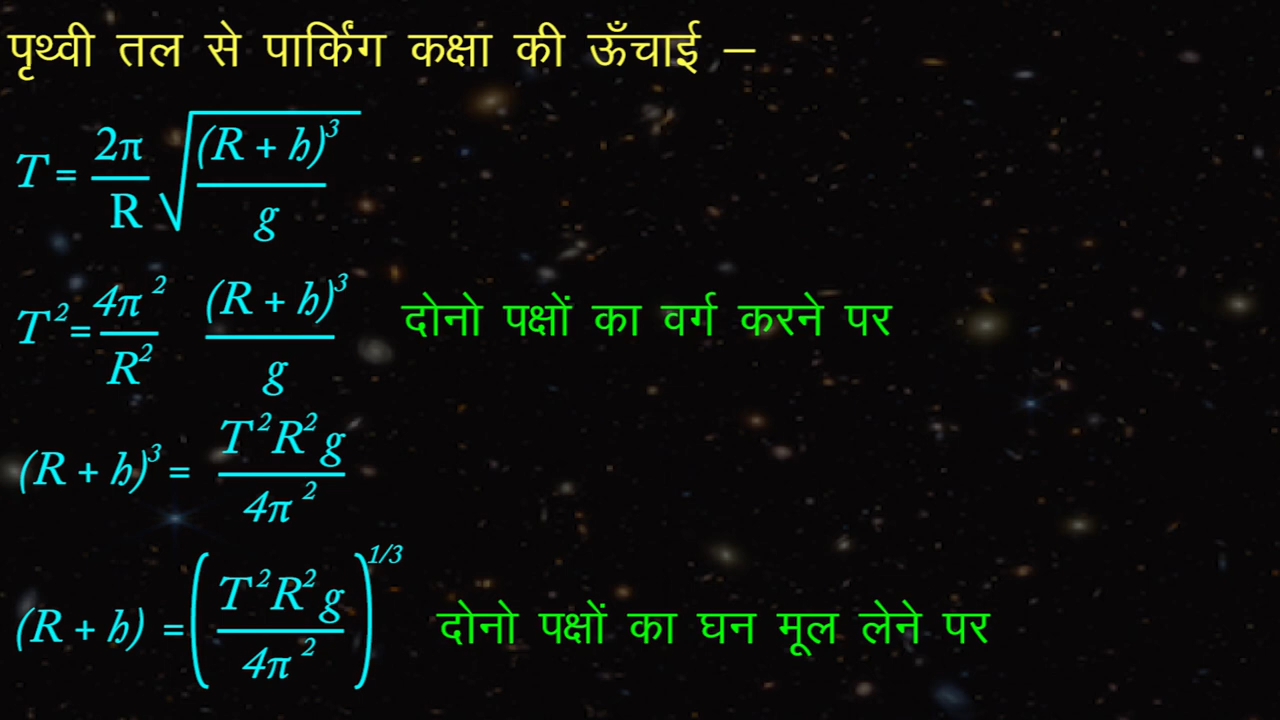 पृथ्वी तल से पार्किंग कक्षा की ऊँचाई –
T = 2π/R √((R + h)³/g)
T² = 4π²/R² (R + h)³/g दोनो पक्षों का वर्ग करने पर
(R + h)³ = T²R²g/4π²
(R + h) = (T²R²g/4π²)^1/3 दोनो पक्षों का घन मूल लेने पर